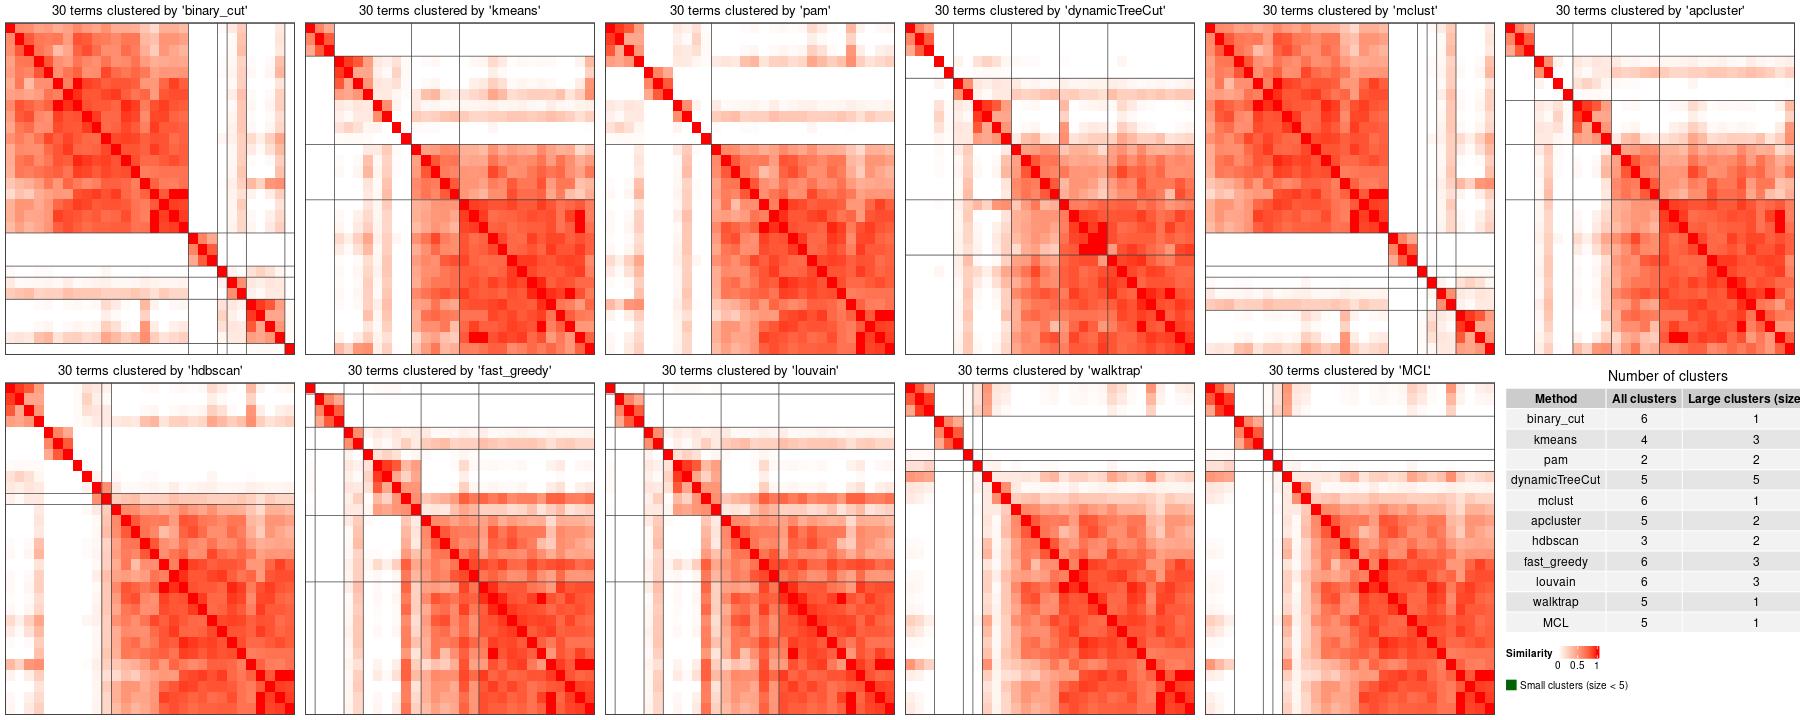 30 terms clustered by 'binary_cut'
30 terms clustered by 'kmeans'
30 terms clustered by 'pam'
30 terms clustered by 'dynamicTreeCut'
30 terms clustered by 'mclust'
30 terms clustered by 'apcluster'
30 terms clustered by 'hdbscan'
30 terms clustered by 'fast_greedy'
30 terms clustered by 'louvain'
30 terms clustered by 'walktrap'
30 terms clustered by 'MCL'
Number of clusters
Method All clusters Large clusters (size
binary_cut 6 1
kmeans 4 3
pam 2 2
dynamicTreeCut 5 5
mclust 6 1
apcluster 5 2
hdbscan 3 2
fast_greedy 6 3
louvain 6 3
walktrap 5 1
MCL 5 1
Similarity
0 0.5 1
Small clusters (size < 5)